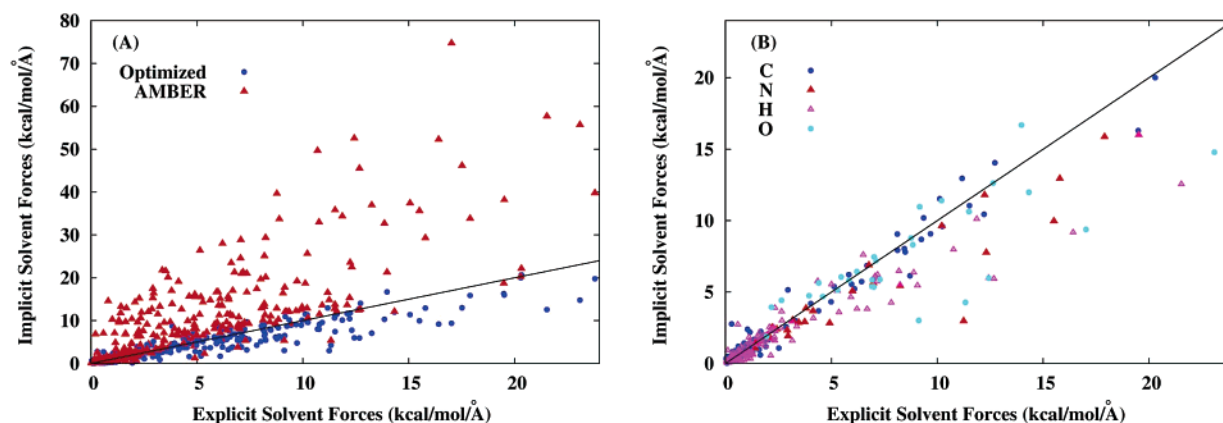 (A)
Optimized
AMBER
Implicit Solvent Forces (kcal/mol/Å)
80
70
60
50
40
30
20
10
0
0
5
10
15
20
Explicit Solvent Forces (kcal/mol/Å)
(B)
C
N
H
O
Implicit Solvent Forces (kcal/mol/Å)
20
15
10
5
0
0
5
10
15
20
Explicit Solvent Forces (kcal/mol/Å)